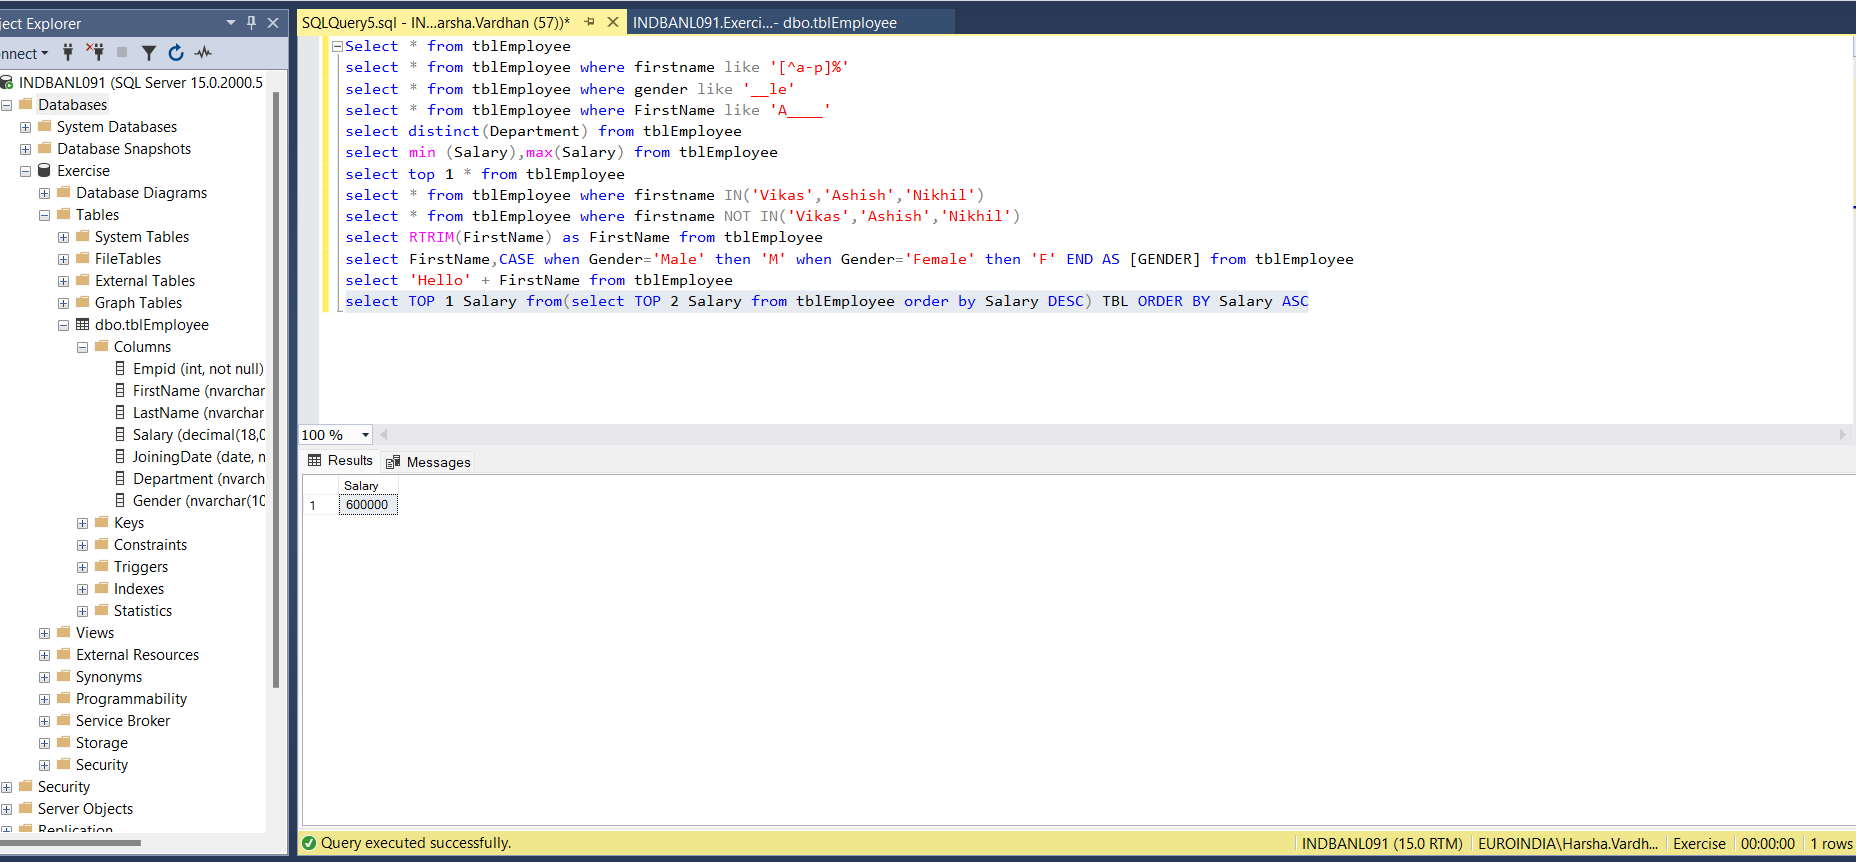 ject Explorer
nnect
INDBANL091 (SQL Server 15.0.2000.5
Databases
System Databases
Database Snapshots
Exercise
Database Diagrams
Tables
System Tables
FileTables
External Tables
Graph Tables
dbo.tblEmployee
Columns
Empid (int, not null)
FirstName (nvarchar
LastName (nvarchar
Salary (decimal(18,0
JoiningDate (date, n
Department (nvarch
Gender (nvarchar(10
Keys
Constraints
Triggers
Indexes
Statistics
Views
External Resources
Synonyms
Programmability
Service Broker
Storage
Security
Security
Server Objects
Replication
SQLQuery5.sql - IN...arsha.Vardhan (57))*
INDBANL091.Exerci...- dbo.tblEmployee
Select * from tblEmployee
select * from tblEmployee where firstname like '[^a-p]%'
select * from tblEmployee where gender like '__le'
select * from tblEmployee where FirstName like 'A____'
select distinct(Department) from tblEmployee
select min (Salary),max(Salary) from tblEmployee
select top 1 * from tblEmployee
select * from tblEmployee where firstname IN('Vikas','Ashish','Nikhil')
select * from tblEmployee where firstname NOT IN('Vikas','Ashish','Nikhil')
select RTRIM(FirstName) as FirstName from tblEmployee
select FirstName,CASE when Gender='Male' then 'M' when Gender='Female' then 'F' END AS [GENDER] from tblEmployee
select 'Hello' + FirstName from tblEmployee
select TOP 1 Salary from(select TOP 2 Salary from tblEmployee order by Salary DESC) TBL ORDER BY Salary ASC
100 %
Results
Messages
Salary
1 600000
Query executed successfully.
INDBANL091 (15.0 RTM)
EUROINDIA\Harsha.Vardh...
Exercise
00:00:00
1 rows